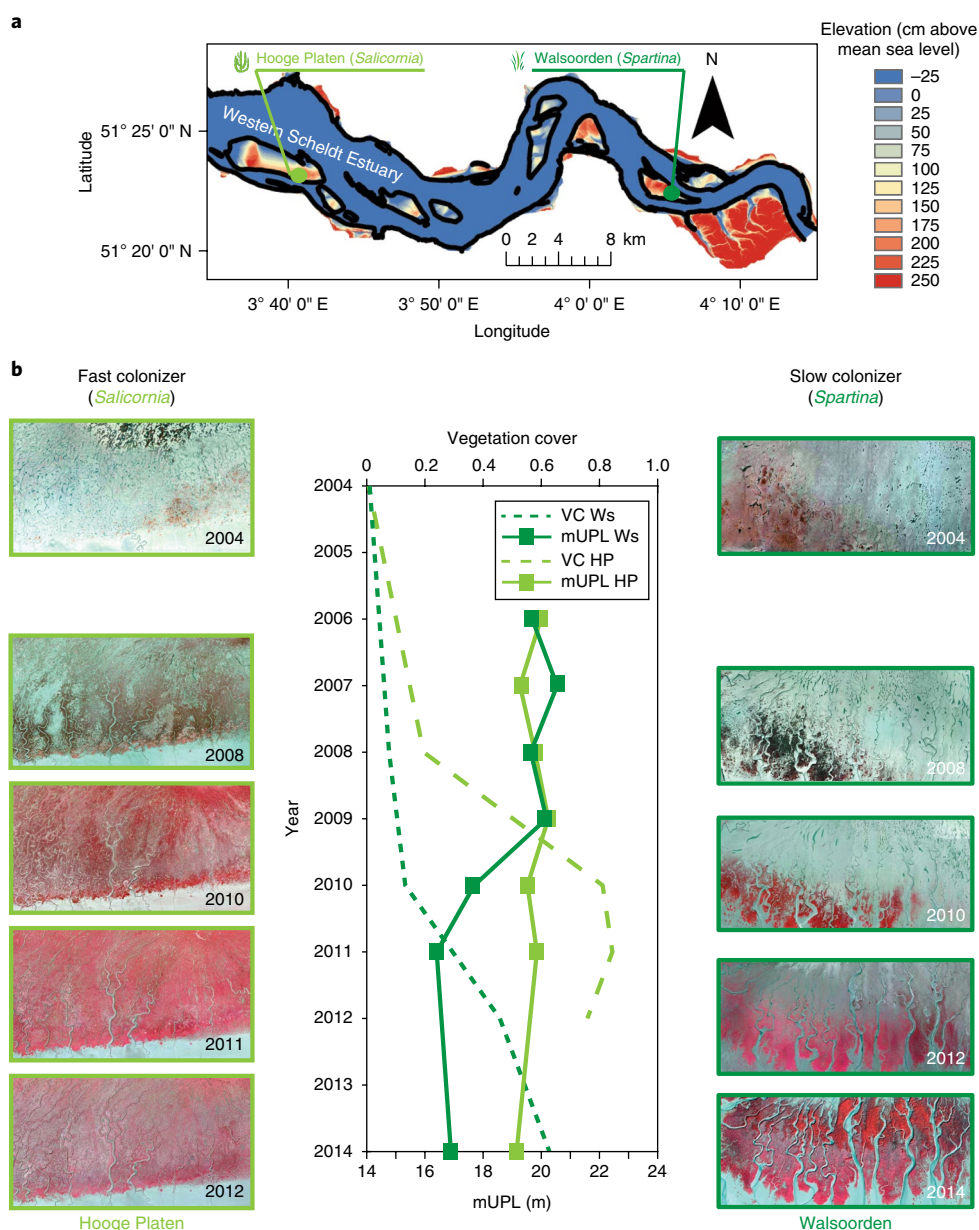 a
Hooge Platen (Salicornia)
Walsoorden (Spartina)
N
Western Scheldt Estuary
Latitude
51° 25' 0" N
51° 20' 0" N
0 2 4 8 km
3° 40' 0" E
3° 50' 0" E
4° 0' 0" E
4° 10' 0" E
Longitude
Elevation (cm above
mean sea level)
–25
0
25
50
75
100
125
150
175
200
225
250
b
Fast colonizer
(Salicornia)
2004
2008
2010
2011
2012
Hooge Platen
Vegetation cover
0 0.2 0.4 0.6 0.8 1.0
VC Ws
mUPL Ws
VC HP
mUPL HP
Year
2004
2005
2006
2007
2008
2009
2010
2011
2012
2013
2014
14 16 18 20 22 24
mUPL (m)
Slow colonizer
(Spartina)
2004
2008
2010
2012
2014
Walsoorden